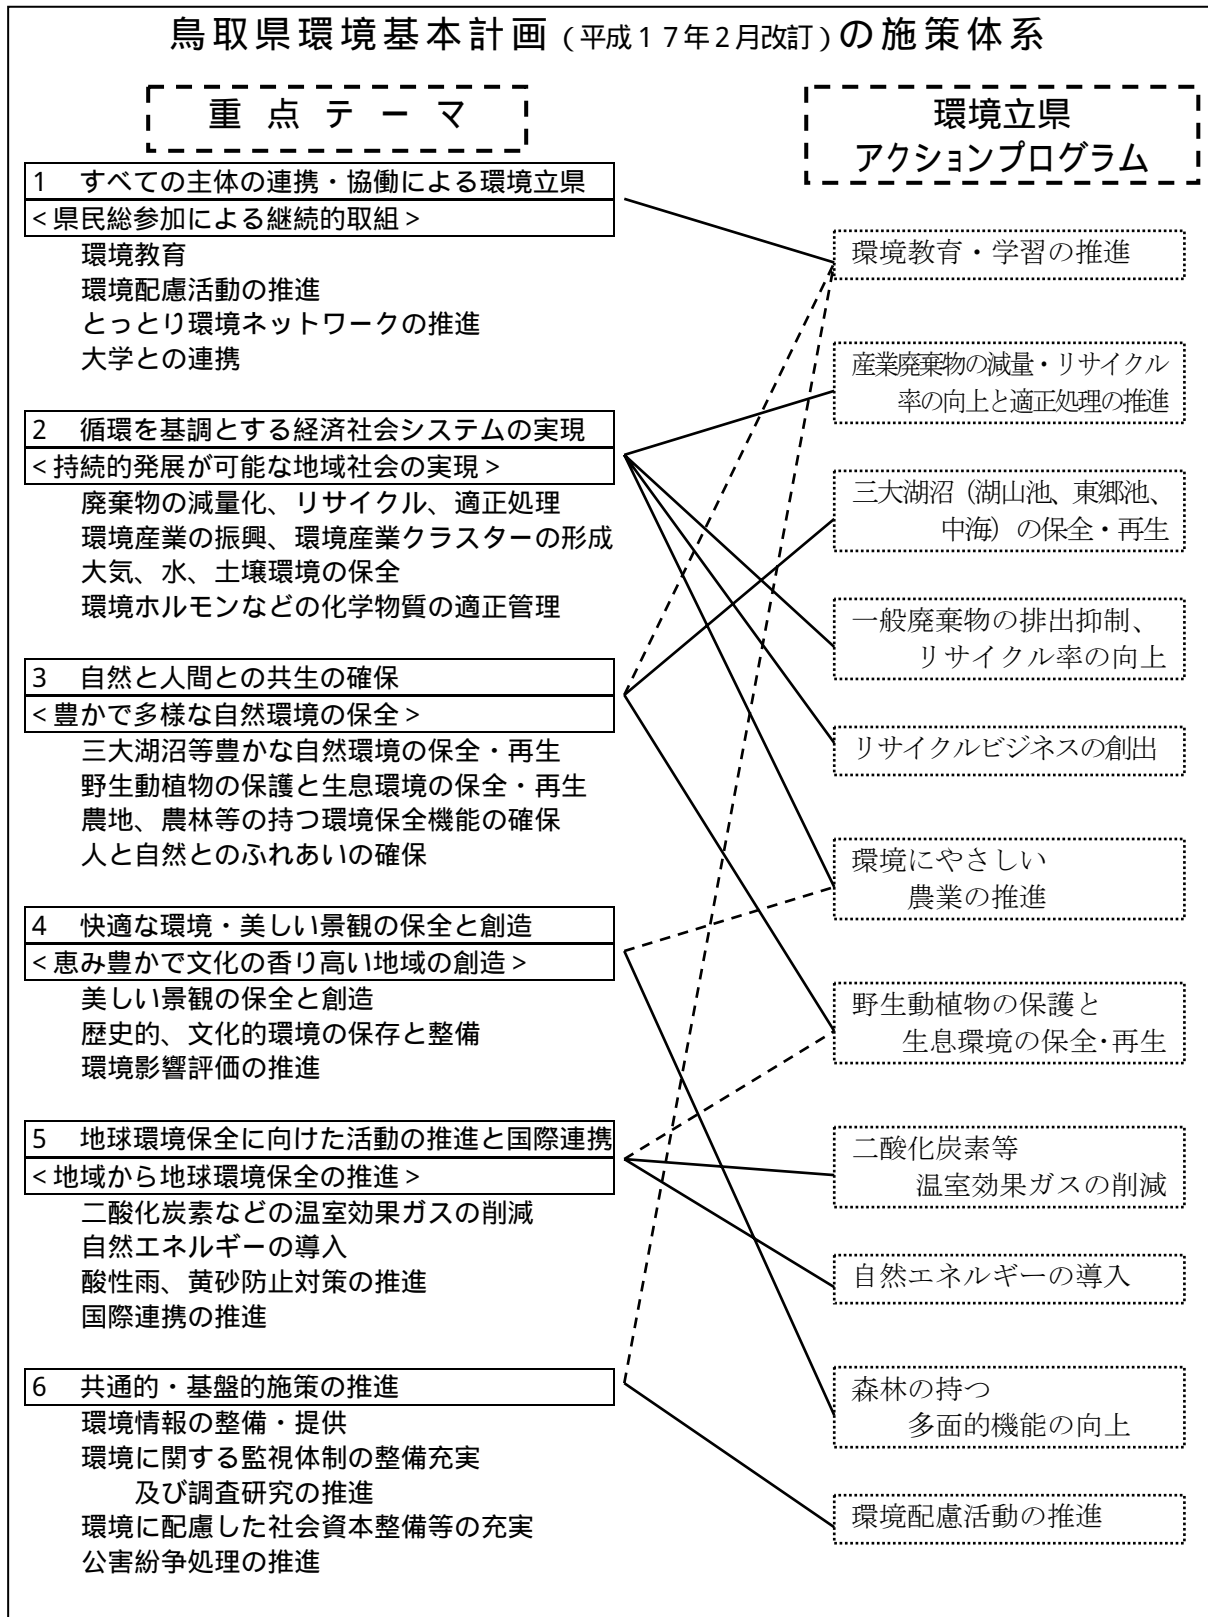 鳥取県環境基本計画（平成１７年２月改訂）の施策体系
重点テーマ
1　すべての主体の連携・協働による環境立県
＜県民総参加による継続的取組＞
環境教育
環境配慮活動の推進
とっとり環境ネットワークの推進
大学との連携
2　循環を基調とする経済社会システムの実現
＜持続的発展が可能な地域社会の実現＞
廃棄物の減量化、リサイクル、適正処理
環境産業の振興、環境産業クラスターの形成
大気、水、土壌環境の保全
環境ホルモンなどの化学物質の適正管理
3　自然と人間との共生の確保
＜豊かで多様な自然環境の保全＞
三大湖沼等豊かな自然環境の保全・再生
野生動植物の保護と生息環境の保全・再生
農地、農林等の持つ環境保全機能の確保
人と自然とのふれあいの確保
4　快適な環境・美しい景観の保全と創造
＜恵み豊かで文化の香り高い地域の創造＞
美しい景観の保全と創造
歴史的、文化的環境の保存と整備
環境影響評価の推進
5　地球環境保全に向けた活動の推進と国際連携
＜地域から地球環境保全の推進＞
二酸化炭素などの温室効果ガスの削減
自然エネルギーの導入
酸性雨、黄砂防止対策の推進
国際連携の推進
6　共通的・基盤的施策の推進
環境情報の整備・提供
環境に関する監視体制の整備充実
及び調査研究の推進
環境に配慮した社会資本整備等の充実
公害紛争処理の推進
環境立県
アクションプログラム
環境教育・学習の推進
産業廃棄物の減量・リサイクル
率の向上と適正処理の推進
三大湖沼（湖山池、東郷池、
中海）の保全・再生
一般廃棄物の排出抑制、
リサイクル率の向上
リサイクルビジネスの創出
環境にやさしい
農業の推進
野生動植物の保護と
生息環境の保全・再生
二酸化炭素等
温室効果ガスの削減
自然エネルギーの導入
森林の持つ
多面的機能の向上
環境配慮活動の推進